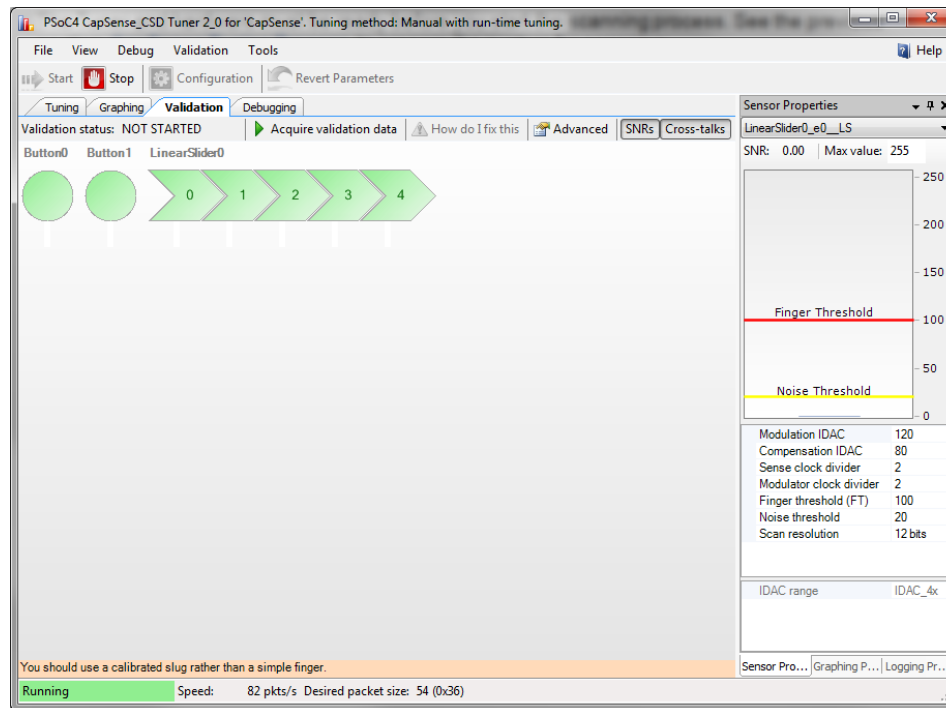 PSoC4 CapSense_CSD Tuner 2_0 for 'CapSense'. Tuning method: Manual with run-time tuning.
scanning process. See the prev
File View Debug Validation Tools Help
Start Stop Configuration Revert Parameters
Tuning Graphing Validation Debugging
Validation status: NOT STARTED Acquire validation data How do I fix this Advanced SNRs Cross-talks
Button0 Button1 LinearSlider0
0 1 2 3 4
You should use a calibrated slug rather than a simple finger.
Running Speed: 82 pkts/s Desired packet size: 54 (0x36)
Sensor Properties
LinearSlider0_e0__LS
SNR: 0.00 Max value: 255
250
200
150
Finger Threshold
100
50
Noise Threshold
0
Modulation IDAC 120
Compensation IDAC 80
Sense clock divider 2
Modulator clock divider 2
Finger threshold (FT) 100
Noise threshold 20
Scan resolution 12 bits
IDAC range IDAC_4x
Sensor Pro... Graphing P... Logging Pr...